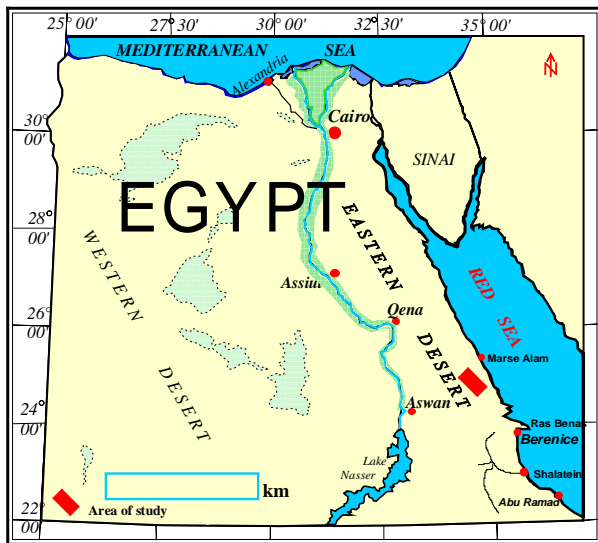 25° 00' 27°30' 30° 00' 32°30' 35° 00'
MEDITERRANEAN SEA
N
Alexandria
30°
00'
Cairo
SINAI
EGYPT
28°
00'
EASTERN
DESERT
WESTERN
DESERT
RED SEA
Assiut
26°
00'
Qena
Marse Alam
24°
00'
Aswan
Ras Benas
Berenice
Lake
Nasser
Shalatein
km
Abu Ramad
Area of study
22°
00'